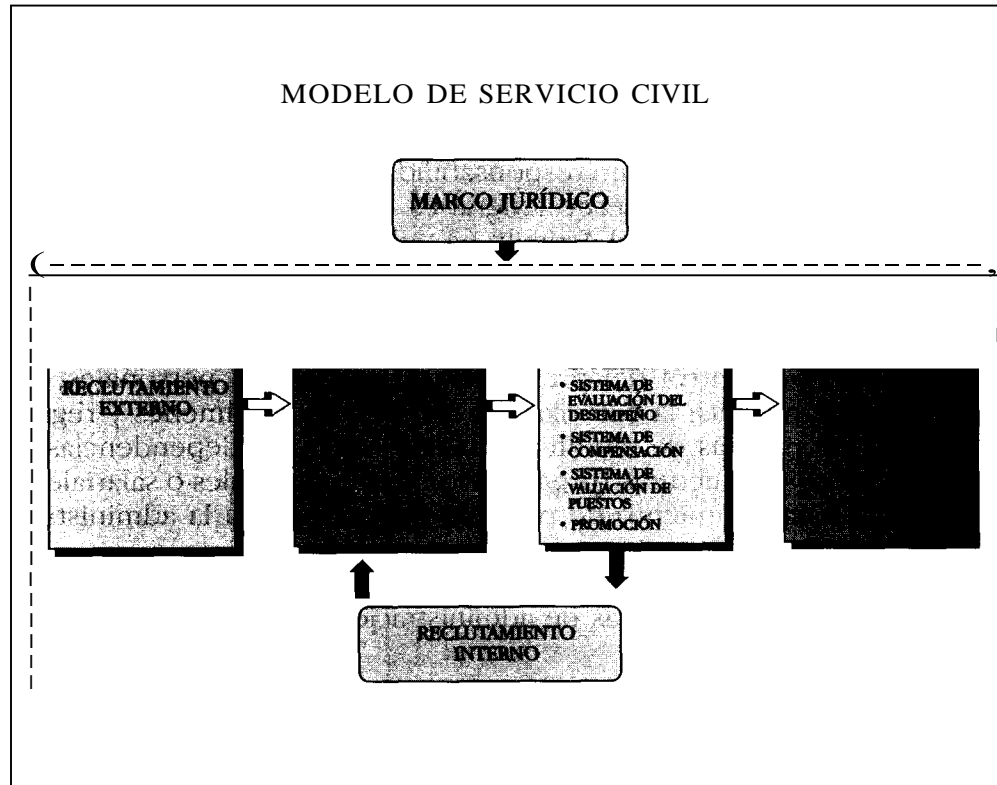 MODELO DE SERVICIO CIVIL
MARCO JURÍDICO
RECLUTAMIENTO
EXTERNO
• SISTEMA DE
EVALUACIÓN DEL
DESEMPEÑO
• SISTEMA DE
COMPENSACIÓN
• SISTEMA DE
VALUACIÓN DE
PUESTOS
• PROMOCIÓN
RECLUTAMIENTO
INTERNO